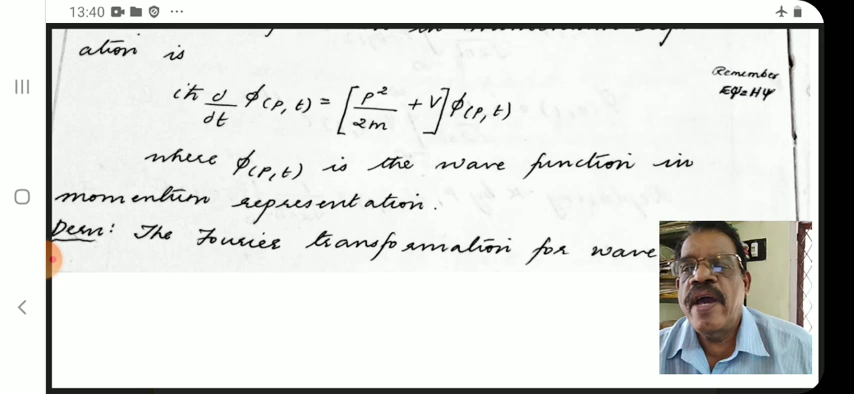 13:40
ation is
iħ d/dt ϕ(p, t) = [p²/2m + V] ϕ(p, t)
Remember
Eψ = Hψ
where ϕ(p, t) is the wave function in
momentum representation.
Dern: The Fourier transformation for wave